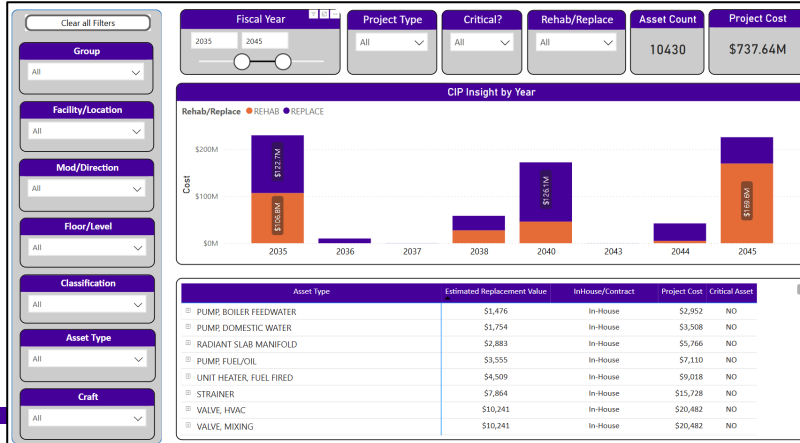 Clear all Filters
Group
All
Facility/Location
All
Mod/Direction
All
Floor/Level
All
Classification
All
Asset Type
All
Craft
All
Fiscal Year
2035 2045
Project Type
All
Critical?
All
Rehab/Replace
All
Asset Count
10430
Project Cost
$737.64M
CIP Insight by Year
Rehab/Replace REHAB REPLACE
Cost
$200M
$100M
$0M
$122.7M
$106.8M
$126.1M
$169.6M
2035 2036 2037 2038 2040 2043 2044 2045
Asset Type Estimated Replacement Value InHouse/Contract Project Cost Critical Asset
PUMP, BOILER FEEDWATER $1,476 In-House $2,952 NO
PUMP, DOMESTIC WATER $1,754 In-House $3,508 NO
RADIANT SLAB MANIFOLD $2,883 In-House $5,766 NO
PUMP, FUEL/OIL $3,555 In-House $7,110 NO
UNIT HEATER, FUEL FIRED $4,509 In-House $9,018 NO
STRAINER $7,864 In-House $15,728 NO
VALVE, HVAC $10,241 In-House $20,482 NO
VALVE, MIXING $10,241 In-House $20,482 NO